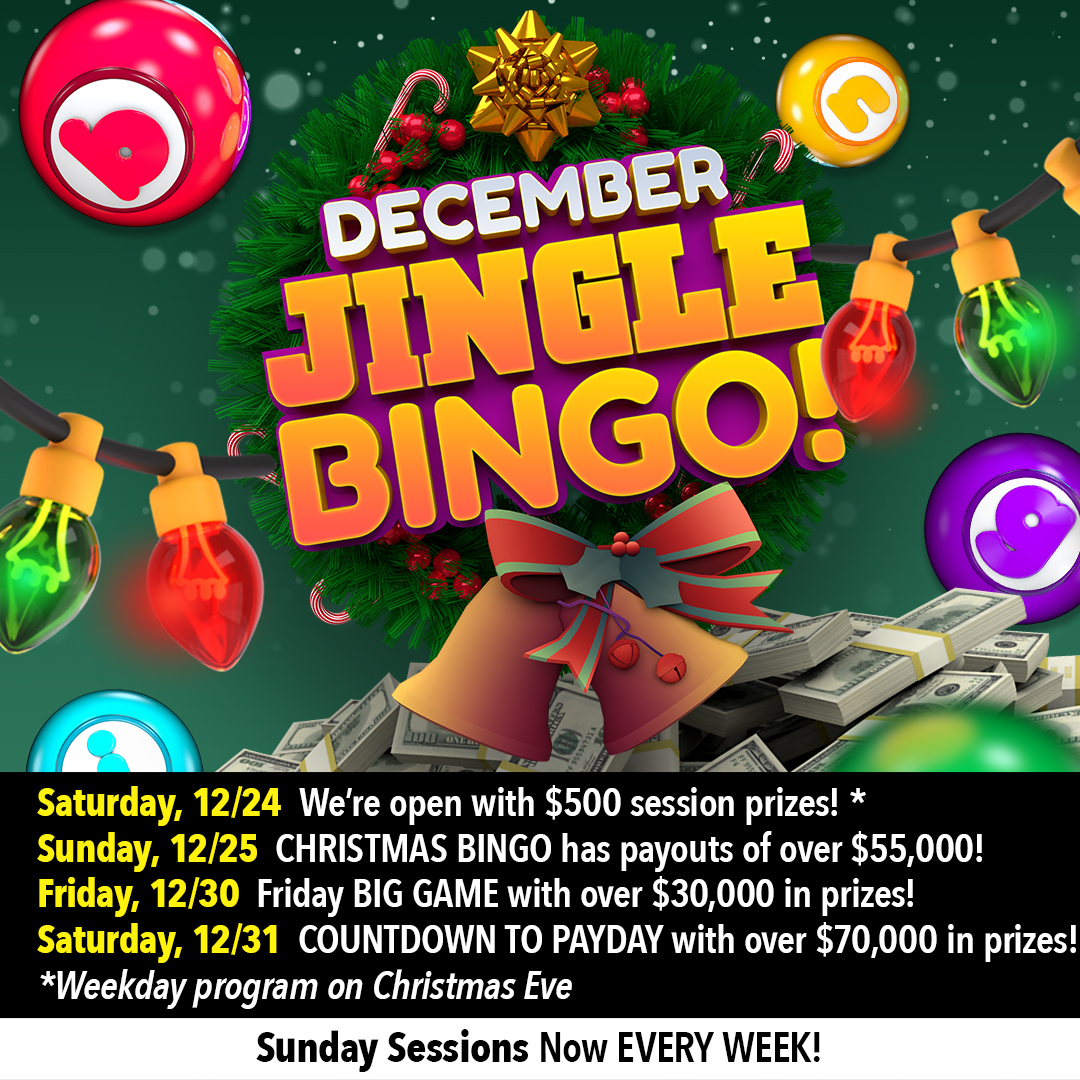 DECEMBER
JINGLE
BINGO!
Saturday, 12/24 We're open with $500 session prizes! *
Sunday, 12/25 CHRISTMAS BINGO has payouts of over $55,000!
Friday, 12/30 Friday BIG GAME with over $30,000 in prizes!
Saturday, 12/31 COUNTDOWN TO PAYDAY with over $70,000 in prizes!
*Weekday program on Christmas Eve
Sunday Sessions Now EVERY WEEK!